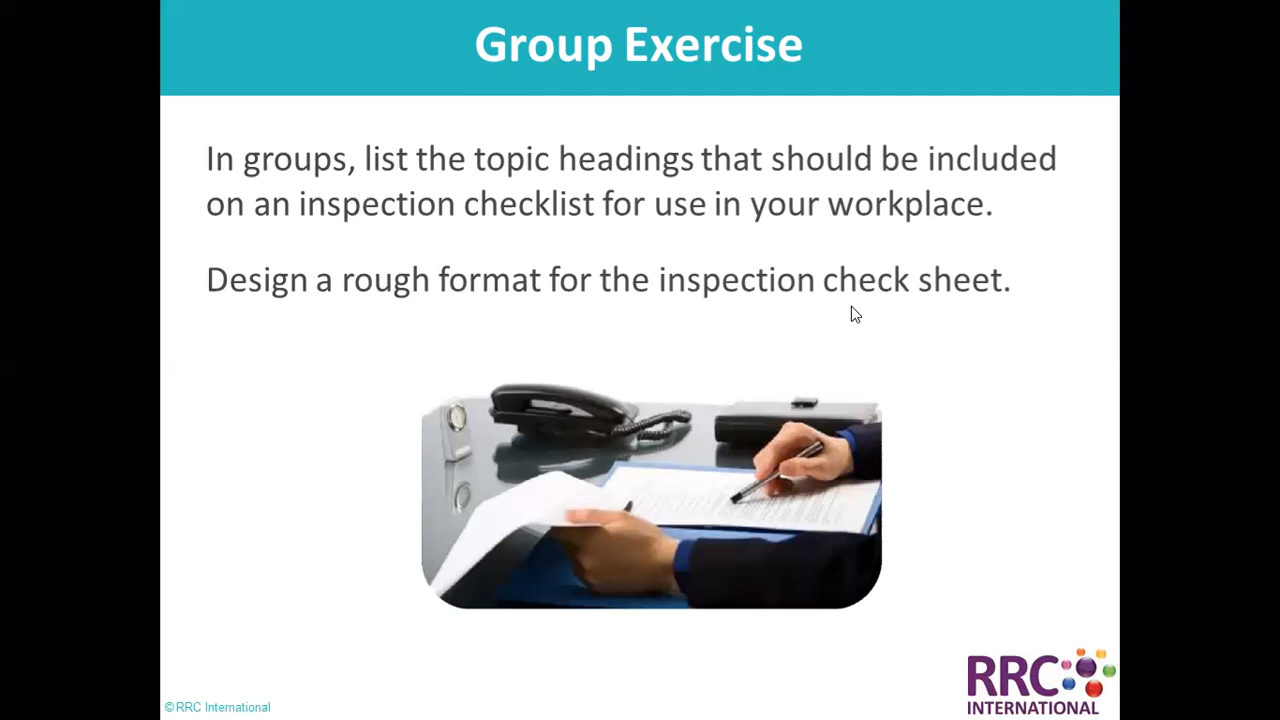 Group Exercise
In groups, list the topic headings that should be included
on an inspection checklist for use in your workplace.
Design a rough format for the inspection check sheet.
RRC
INTERNATIONAL
©RRC International